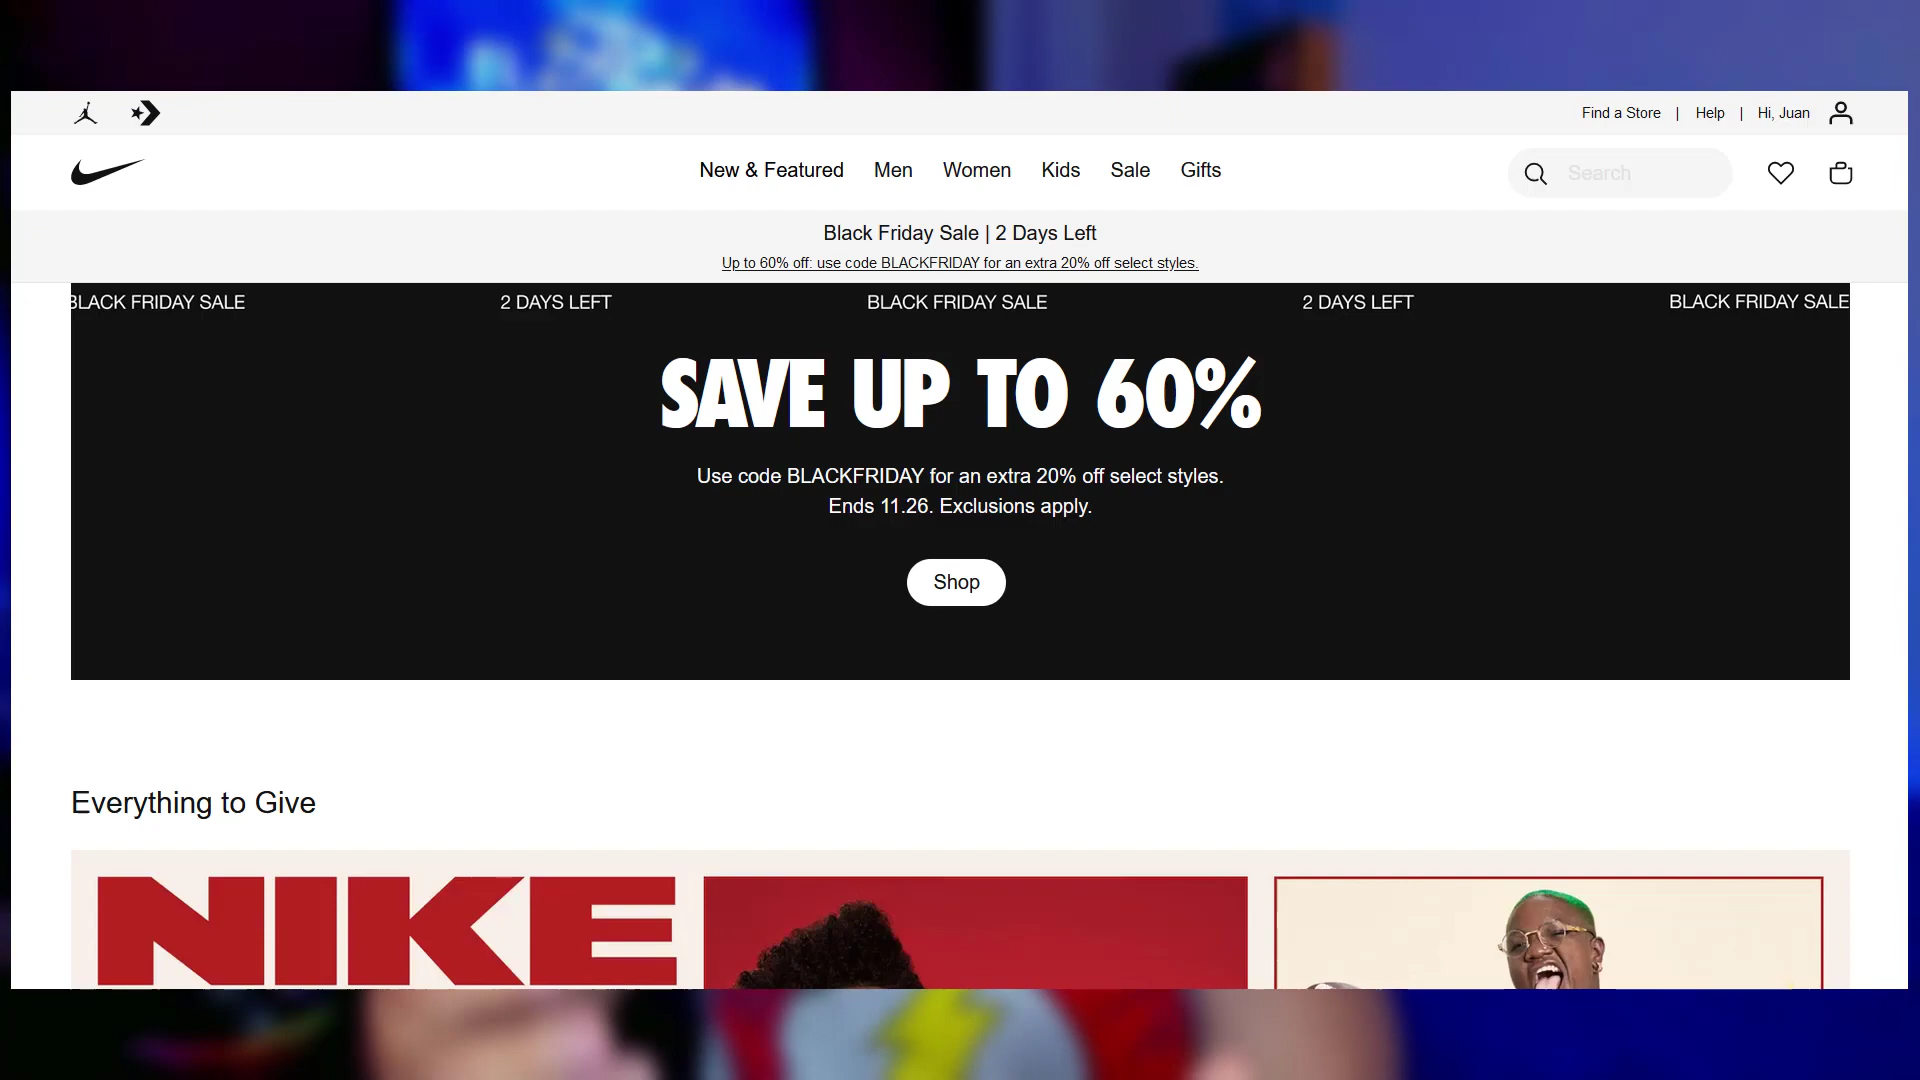 Find a Store | Help | Hi, Juan
New & Featured Men Women Kids Sale Gifts
Search
Black Friday Sale | 2 Days Left
Up to 60% off: use code BLACKFRIDAY for an extra 20% off select styles.
BLACK FRIDAY SALE 2 DAYS LEFT BLACK FRIDAY SALE 2 DAYS LEFT BLACK FRIDAY SALE
SAVE UP TO 60%
Use code BLACKFRIDAY for an extra 20% off select styles.
Ends 11.26. Exclusions apply.
Shop
Everything to Give
NIKE